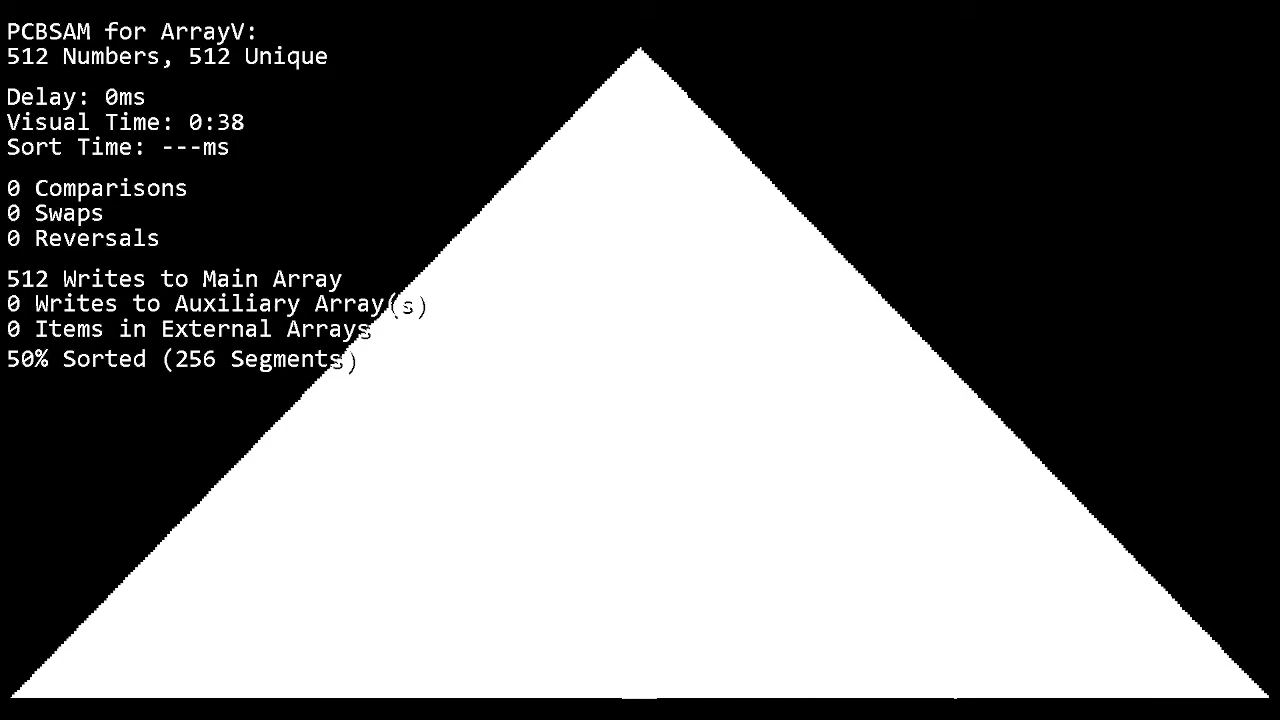 PCBSAM for ArrayV:
512 Numbers, 512 Unique
Delay: 0ms
Visual Time: 0:38
Sort Time: ---ms
0 Comparisons
0 Swaps
0 Reversals
512 Writes to Main Array
0 Writes to Auxiliary Array(s)
0 Items in External Arrays
50% Sorted (256 Segments)